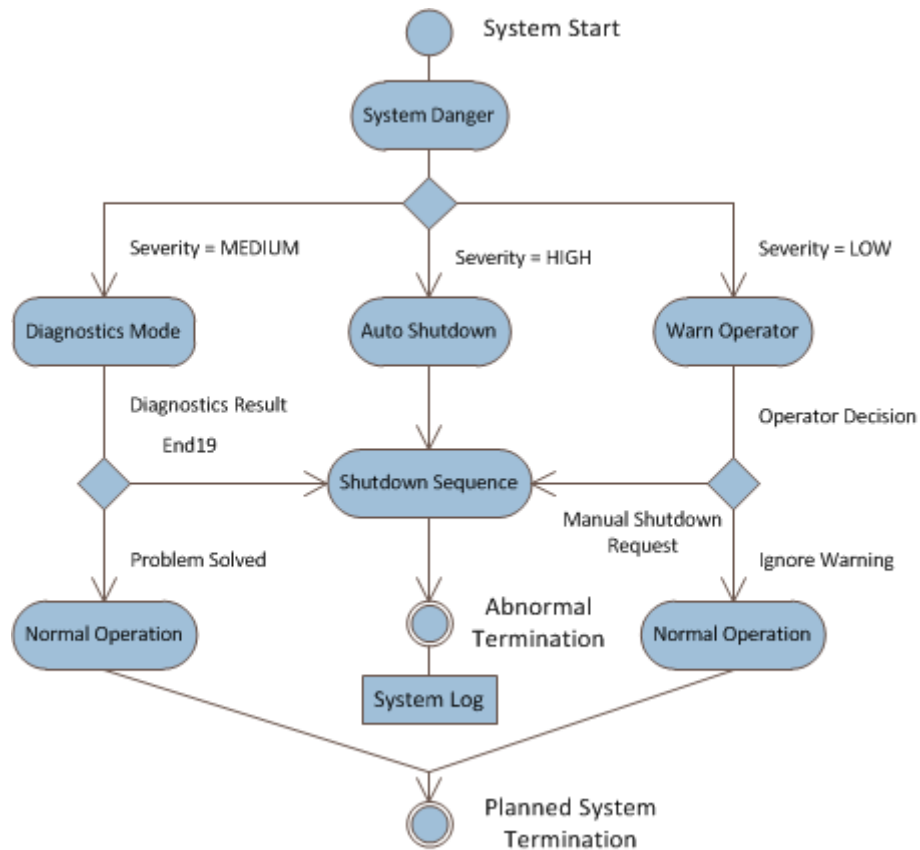 System Start
System Danger
Severity = MEDIUM
Severity = HIGH
Severity = LOW
Diagnostics Mode
Auto Shutdown
Warn Operator
Diagnostics Result
End19
Operator Decision
Shutdown Sequence
Manual Shutdown
Request
Problem Solved
Ignore Warning
Normal Operation
Abnormal
Termination
Normal Operation
System Log
Planned System
Termination